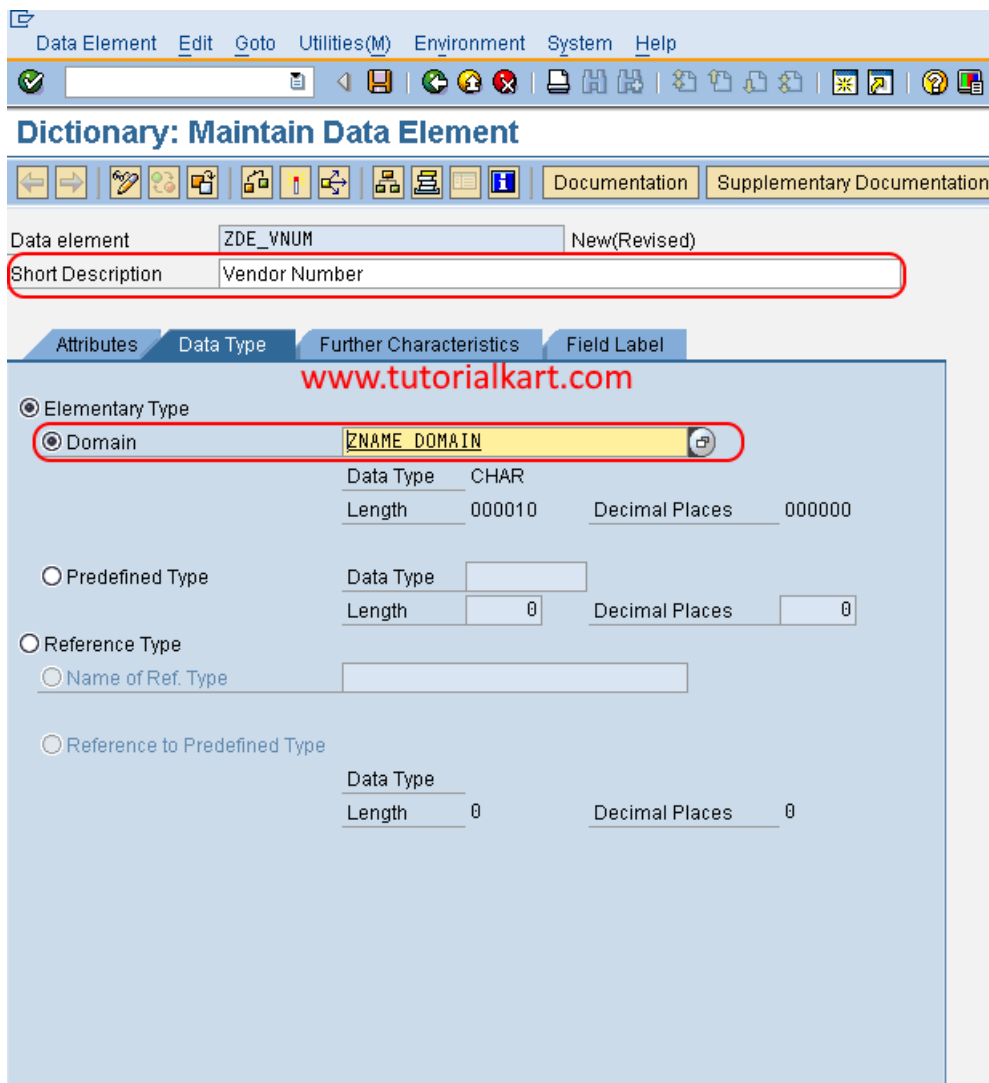 Data Element Edit Goto Utilities(M) Environment System Help
Dictionary: Maintain Data Element
Documentation Supplementary Documentation
Data element ZDE_VNUM New(Revised)
Short Description Vendor Number
Attributes Data Type Further Characteristics Field Label
www.tutorialkart.com
Elementary Type
Domain ZNAME_DOMAIN
Data Type CHAR
Length 000010 Decimal Places 000000
Predefined Type Data Type
Length 0 Decimal Places 0
Reference Type
Name of Ref. Type
Reference to Predefined Type
Data Type
Length 0 Decimal Places 0